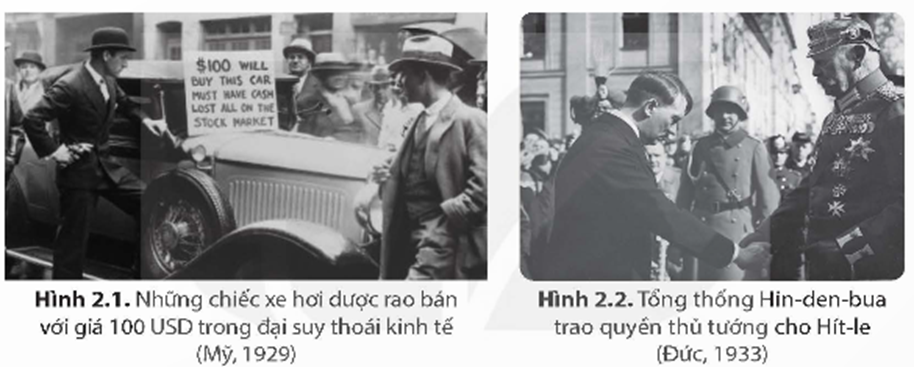 $100 WILL
BUY THIS CAR
MUST HAVE CASH
LOST ALL ON THE
STOCK MARKET
Hình 2.1. Những chiếc xe hơi được rao bán
với giá 100 USD trong đại suy thoái kinh tế
(Mỹ, 1929)
Hình 2.2. Tổng thống Hin-den-bua
trao quyền thủ tướng cho Hít-le
(Đức, 1933)